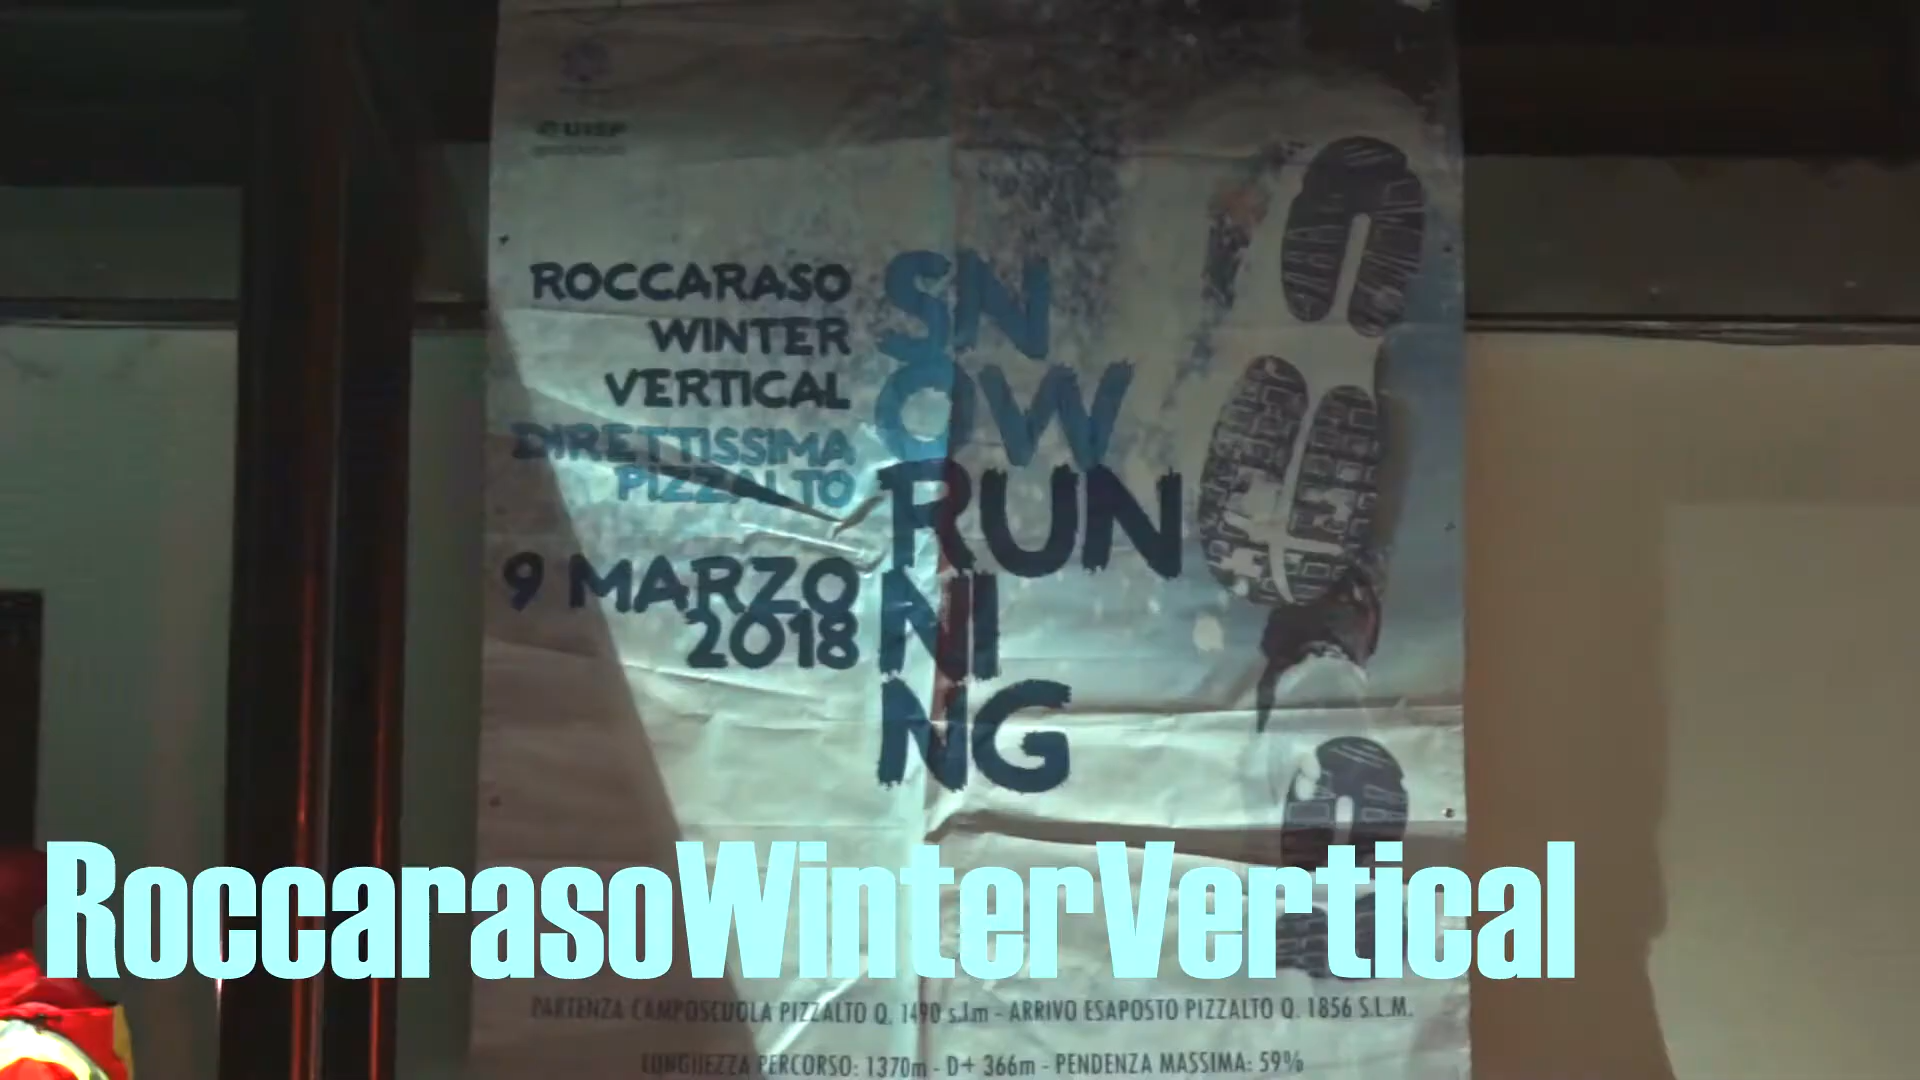 UISP
ROCCARASO
WINTER
VERTICAL
DIRETTISSIMA
PIZZALTO
9 MARZO
2018
SN
OW
RUN
NI
NG
RoccarasoWinterVertical
PARTENZA CAMPOSCUOLA PIZZALTO Q. 1490 s.l.m - ARRIVO ESAPOSTO PIZZALTO Q. 1856 S.L.M.
LUNGHEZZA PERCORSO: 1370m - D+ 366m - PENDENZA MASSIMA: 59%